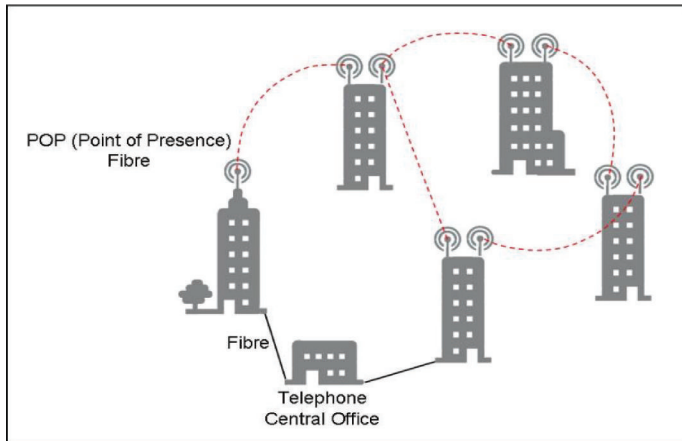 POP (Point of Presence)
Fibre
Fibre
Telephone
Central Office